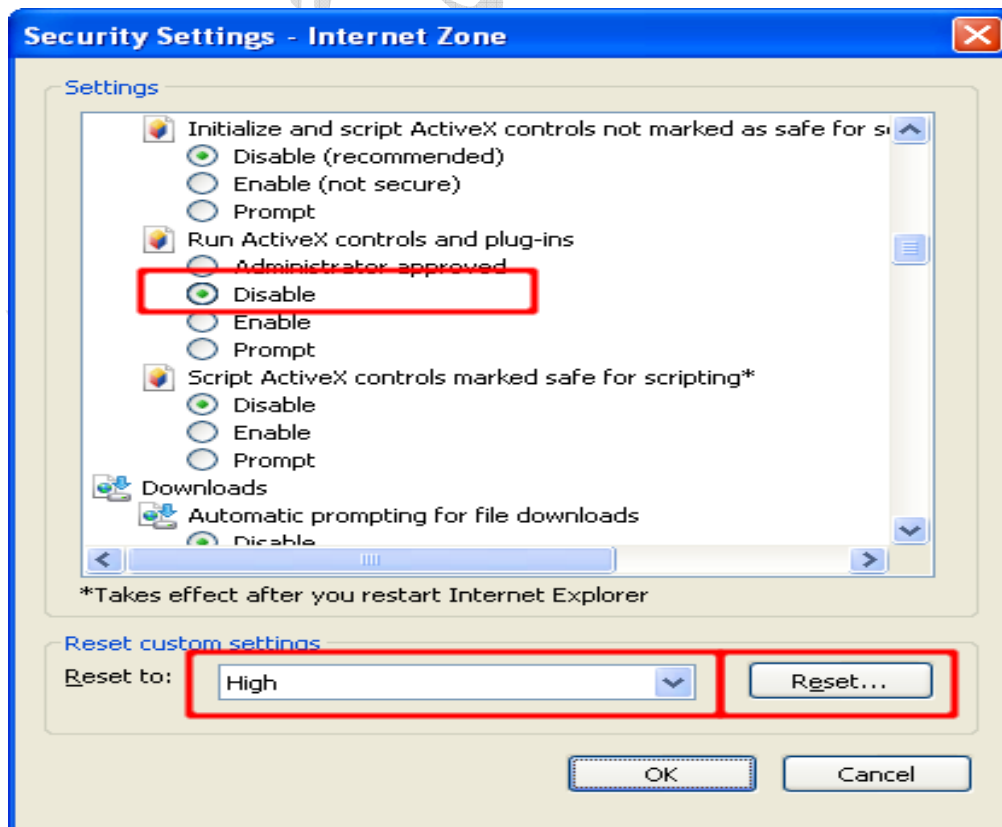 Security Settings - Internet Zone
Settings
Initialize and script ActiveX controls not marked as safe for s
Disable (recommended)
Enable (not secure)
Prompt
Run ActiveX controls and plug-ins
Administrator approved
Disable
Enable
Prompt
Script ActiveX controls marked safe for scripting*
Disable
Enable
Prompt
Downloads
Automatic prompting for file downloads
Disable
*Takes effect after you restart Internet Explorer
Reset custom settings
Reset to: High Reset...
OK Cancel